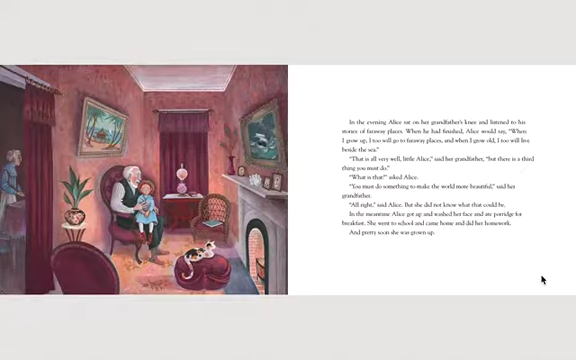 In the evening Alice sat on her grandfather's knee and listened to his
stories of faraway places. When he had finished, Alice would say, "When
I grow up, I too will go to faraway places, and when I grow old, I too will live
beside the sea."
"That is all very well, little Alice," said her grandfather, "but there is a third
thing you must do."
"What is that?" asked Alice.
"You must do something to make the world more beautiful," said her
grandfather.
"All right," said Alice. But she did not know what that could be.
In the meantime Alice got up and washed her face and ate porridge for
breakfast. She went to school and came home and did her homework.
And pretty soon she was grown up.